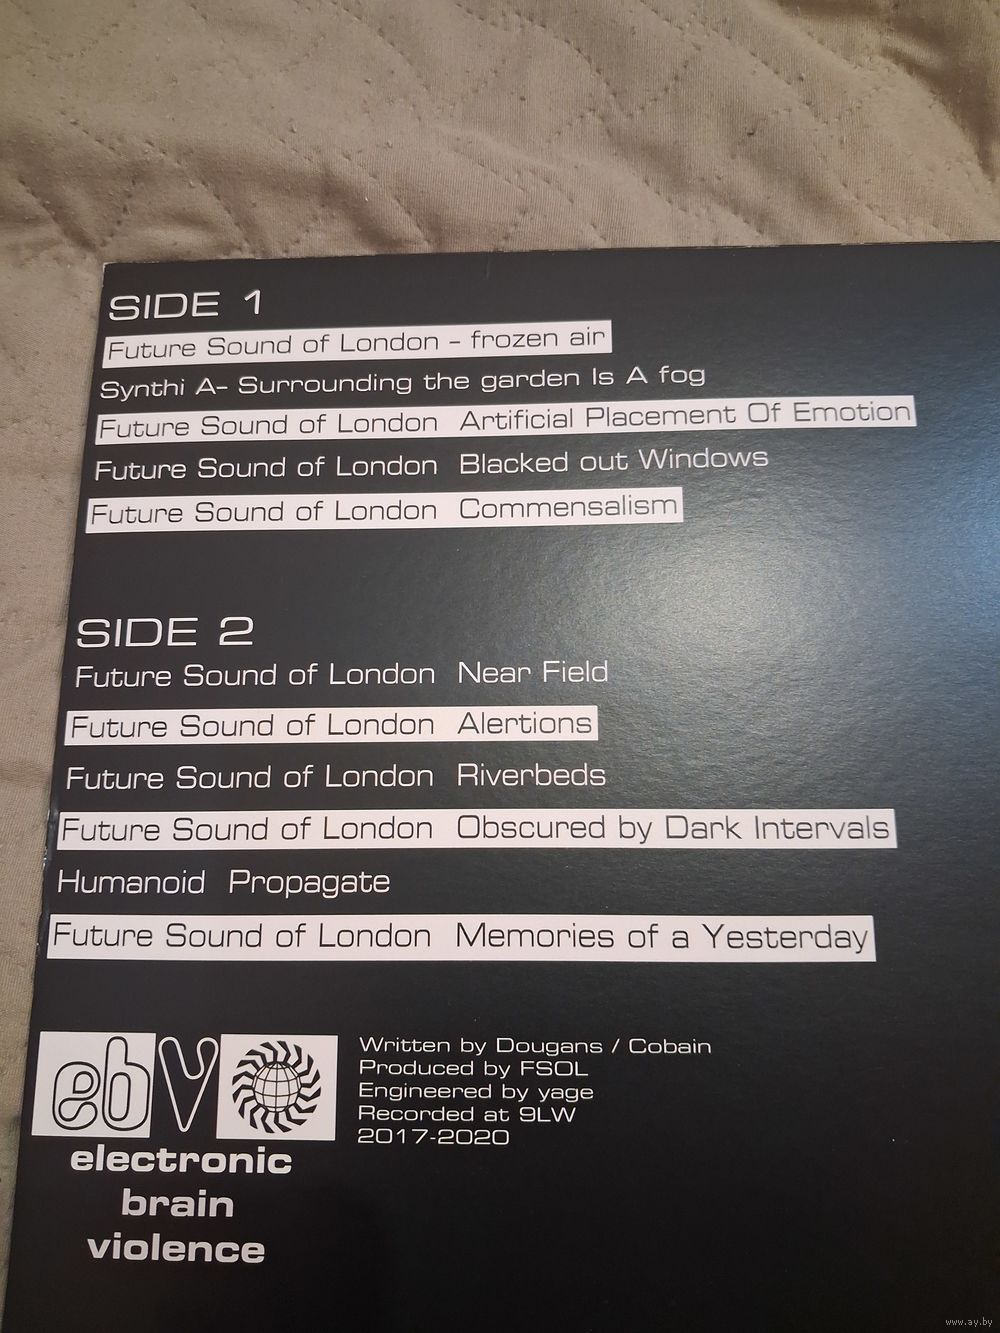 SIDE 1
Future Sound of London - frozen air
Synthi A- Surrounding the garden Is A fog
Future Sound of London Artificial Placement Of Emotion
Future Sound of London Blacked out Windows
Future Sound of London Commensalism
SIDE 2
Future Sound of London Near Field
Future Sound of London Alertions
Future Sound of London Riverbeds
Future Sound of London Obscured by Dark Intervals
Humanoid Propagate
Future Sound of London Memories of a Yesterday
ebv
electronic
brain
violence
Written by Dougans / Cobain
Produced by FSOL
Engineered by yage
Recorded at 9LW
2017-2020
www.ay.by